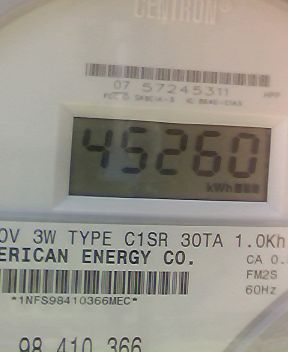 CENTRON®
07 57245311
45260
kWh
0V 3W TYPE C1SR 30TA 1.0Kh
ERICAN ENERGY CO.
CA 0.
FM2S
*1NFS98410366MEC*
60Hz
98 410 366